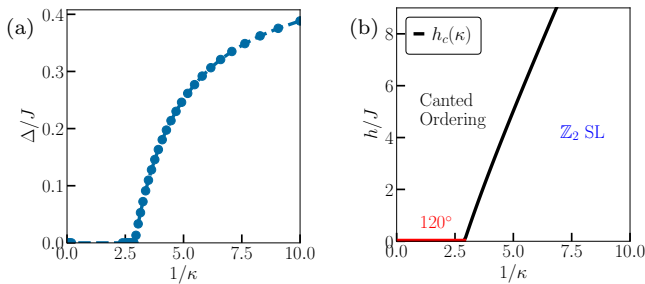 (a)
Δ/J
0.4
0.3
0.2
0.1
0.0
0.0
2.5
5.0
7.5
10.0
1/κ
(b)
h/J
8
6
4
2
0
h_c(κ)
Canted
Ordering
ℤ₂ SL
120°
0.0
2.5
5.0
7.5
10.0
1/κ